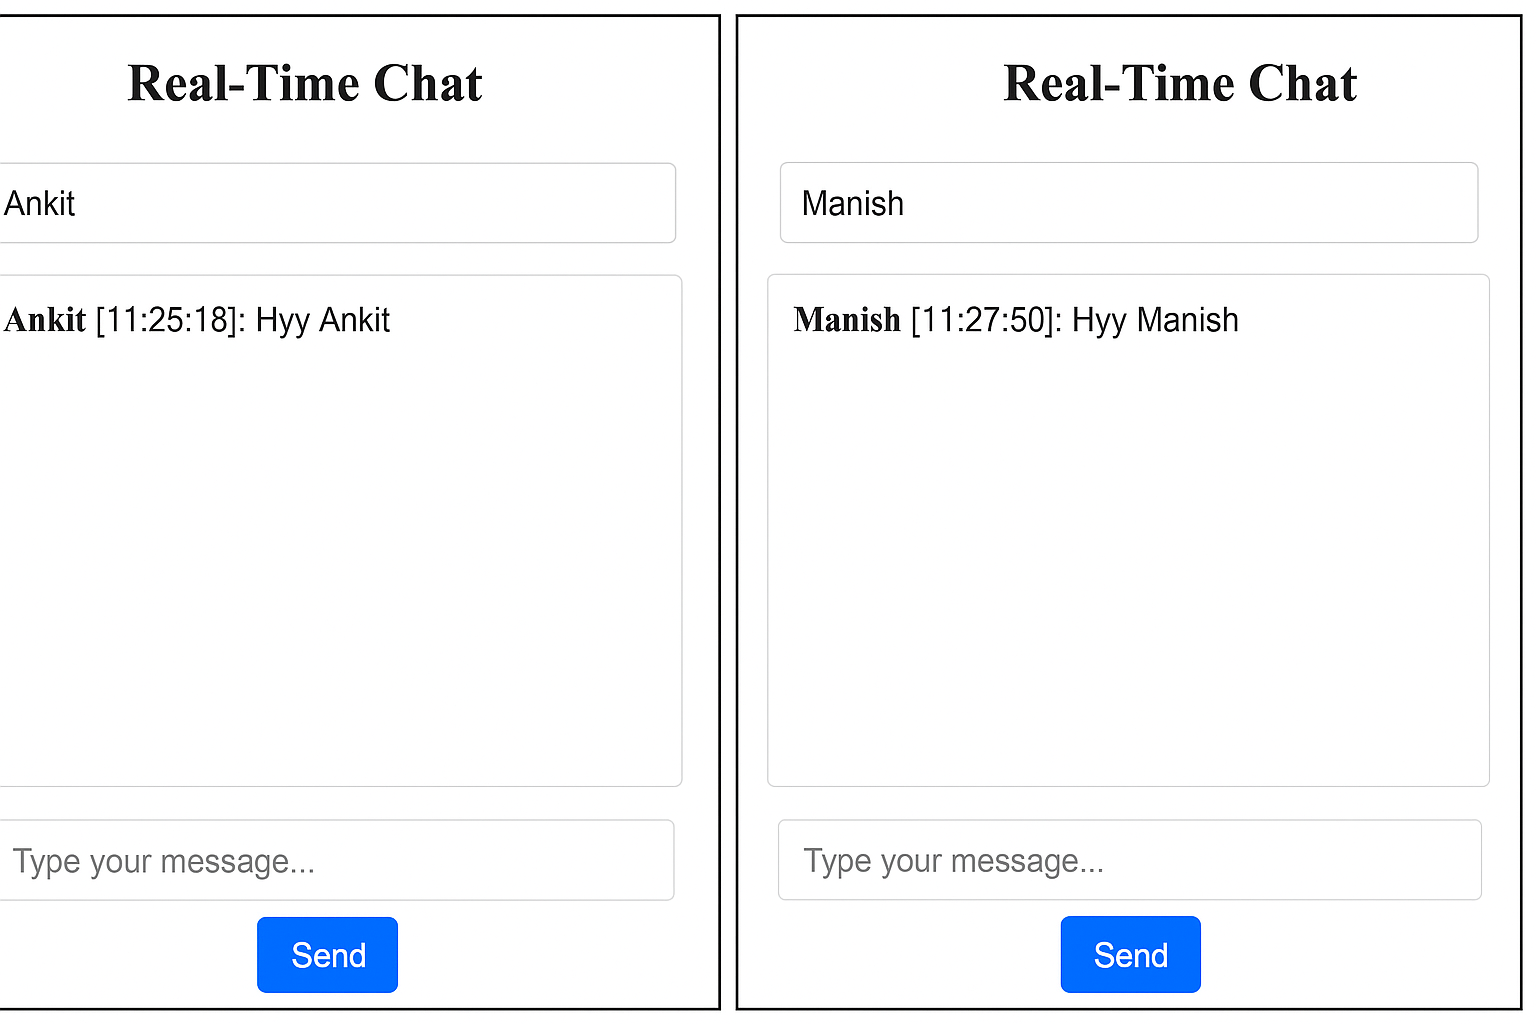 Real-Time Chat
Ankit
Ankit [11:25:18]: Hyy Ankit
Type your message...
Send
Real-Time Chat
Manish
Manish [11:27:50]: Hyy Manish
Type your message...
Send